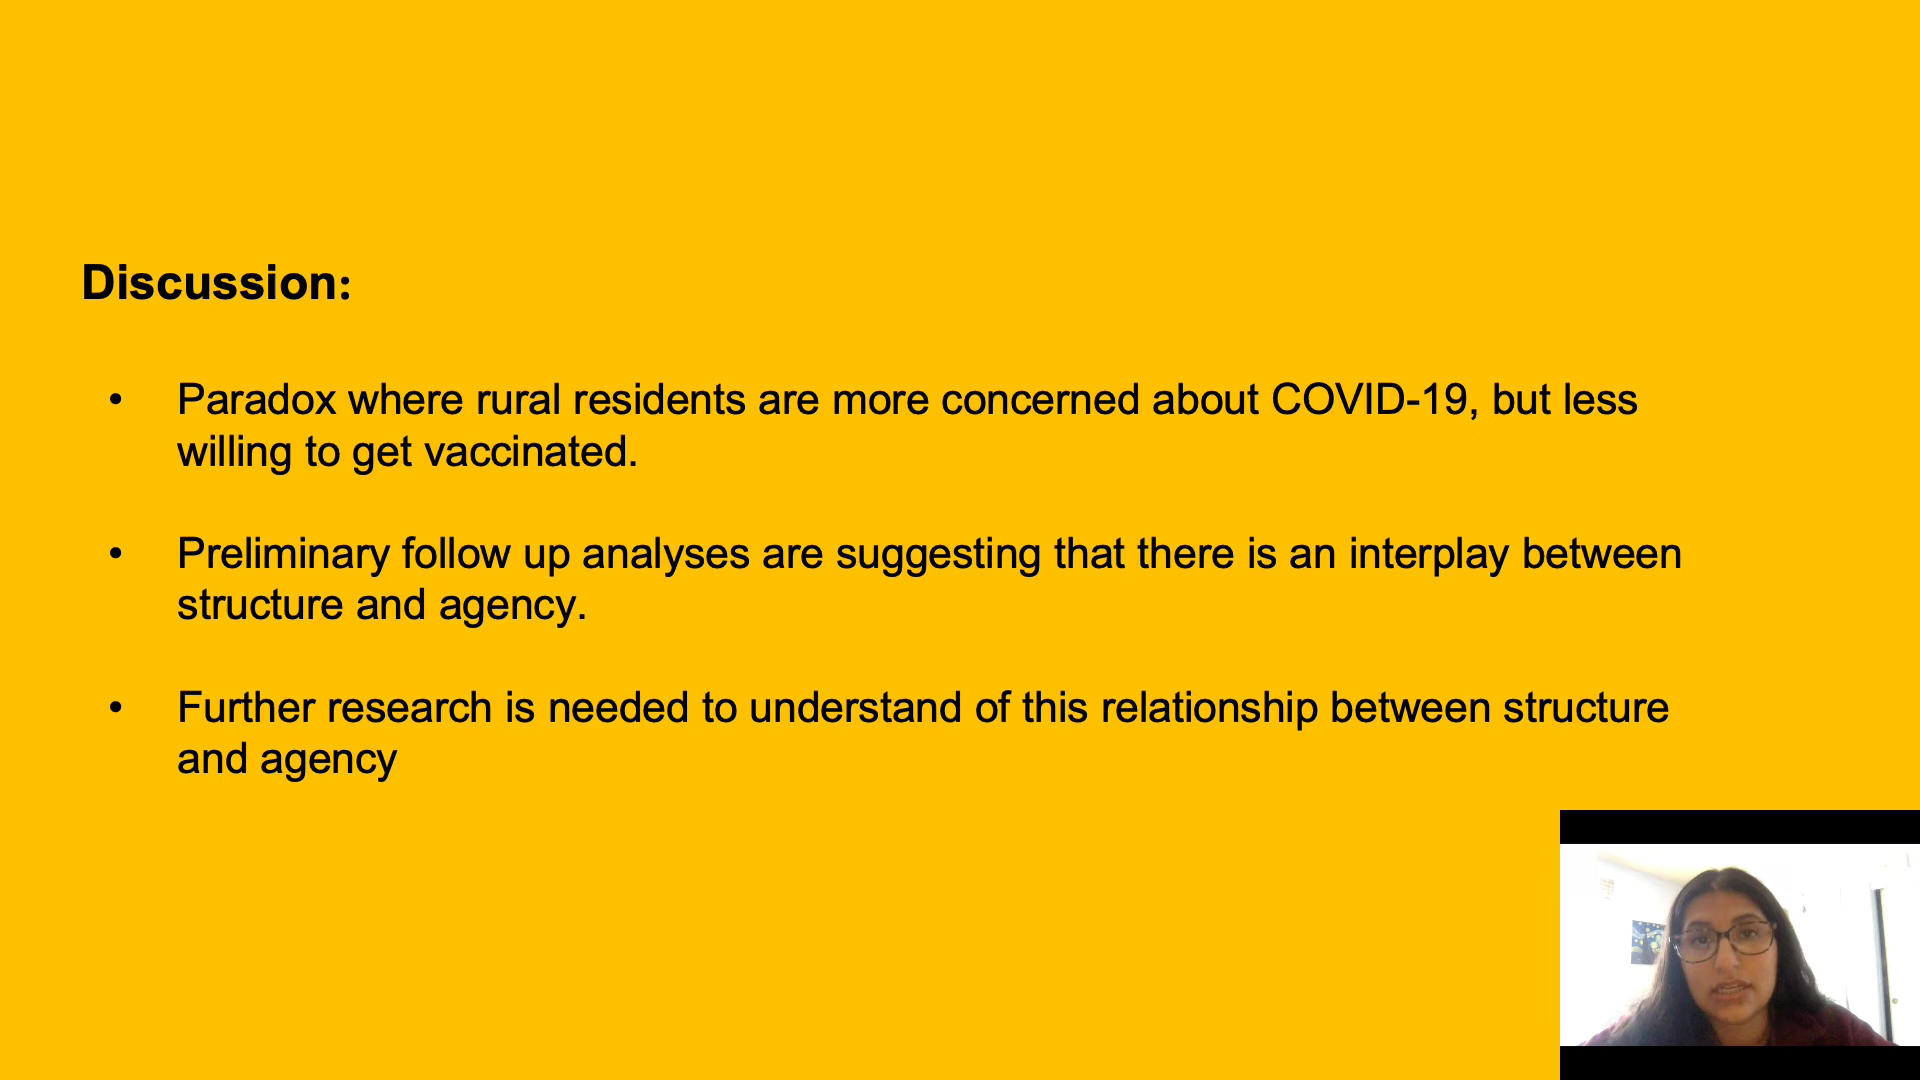 Discussion:
• Paradox where rural residents are more concerned about COVID-19, but less
willing to get vaccinated.
• Preliminary follow up analyses are suggesting that there is an interplay between
structure and agency.
• Further research is needed to understand of this relationship between structure
and agency